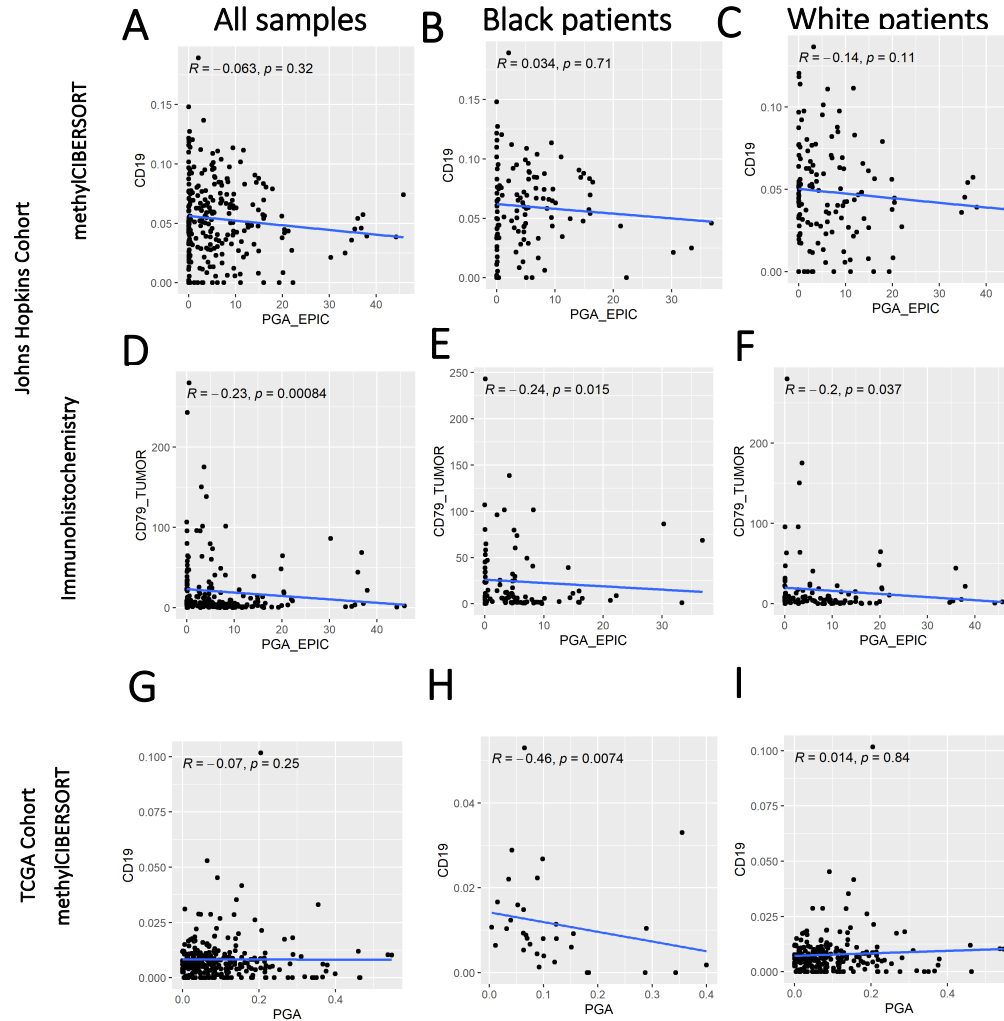 A
All samples
B
Black patients
C
White patients
Johns Hopkins Cohort
methylCIBERSORT
R = −0.063, p = 0.32
CD19
0.15
0.10
0.05
0.00
0 10 20 30 40
PGA_EPIC
R = 0.034, p = 0.71
CD19
0.15
0.10
0.05
0.00
0 10 20 30
PGA_EPIC
R = −0.14, p = 0.11
CD19
0.10
0.05
0.00
0 10 20 30 40
PGA_EPIC
D
E
F
Immunohistochemistry
R = −0.23, p = 0.00084
CD79_TUMOR
200
100
0
0 10 20 30 40
PGA_EPIC
R = −0.24, p = 0.015
CD79_TUMOR
250
200
150
100
50
0
0 10 20 30
PGA_EPIC
R = −0.2, p = 0.037
CD79_TUMOR
200
100
0
0 10 20 30 40
PGA_EPIC
G
H
I
TCGA Cohort
methylCIBERSORT
R = −0.07, p = 0.25
CD19
0.100
0.075
0.050
0.025
0.000
0.0 0.2 0.4
PGA
R = −0.46, p = 0.0074
CD19
0.04
0.02
0.00
0.0 0.1 0.2 0.3 0.4
PGA
R = 0.014, p = 0.84
CD19
0.100
0.075
0.050
0.025
0.000
0.0 0.2 0.4
PGA